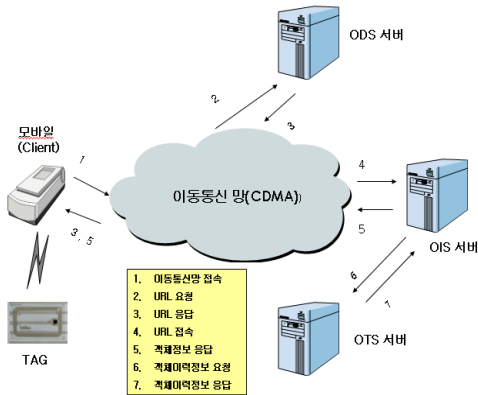 ODS 서버
2
3
모바일
(Client)
1
이동통신 망(CDMA))
4
5
3, 5
OIS 서버
6
7
1. 이동통신망 접속
2. URL 요청
3. URL 응답
4. URL 접속
5. 객체정보 응답
6. 객체이력정보 요청
7. 객체이력정보 응답
OTS 서버
TAG